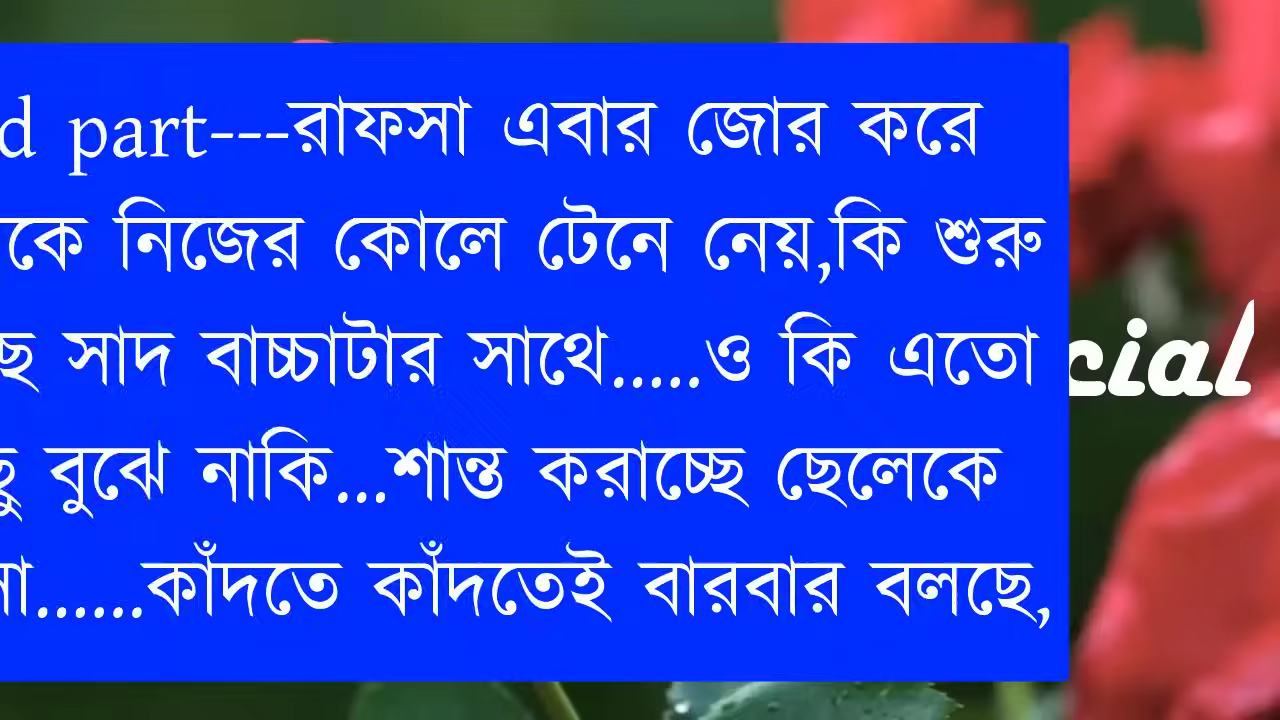 d part---রাফসা এবার জোর করে
কে নিজের কোলে টেনে নেয়,কি শুরু
ছে সাদ বাচ্চাটার সাথে.....ও কি এতো
বুঝে নাকি...শান্ত করাচ্ছে ছেলেকে
......কাঁদতে কাঁদতেই বারবার বলছে,
cial